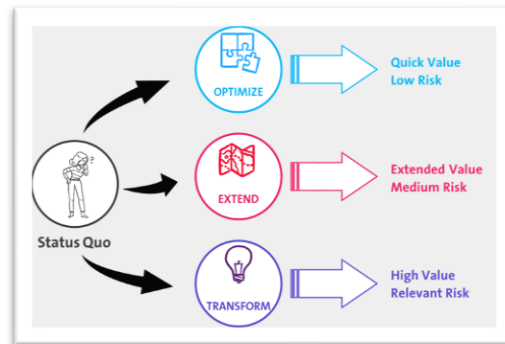 OPTIMIZE
Quick Value
Low Risk
?
Status Quo
EXTEND
Extended Value
Medium Risk
TRANSFORM
High Value
Relevant Risk